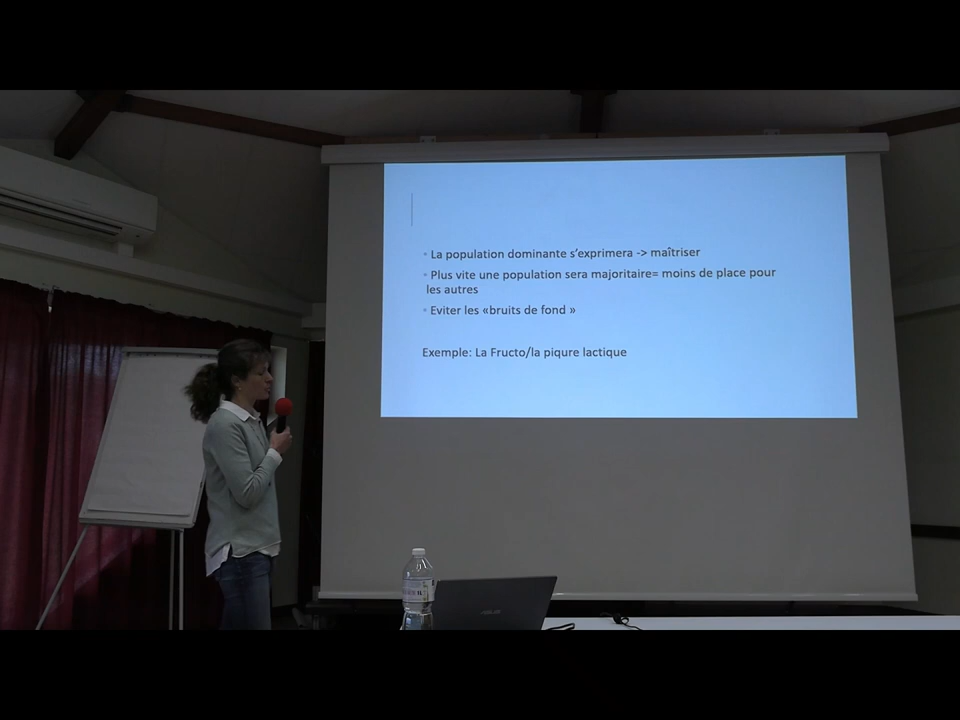 • La population dominante s’exprimera -> maîtriser
• Plus vite une population sera majoritaire= moins de place pour
les autres
• Eviter les «bruits de fond »
Exemple: La Fructo/la piqure lactique
ASUS